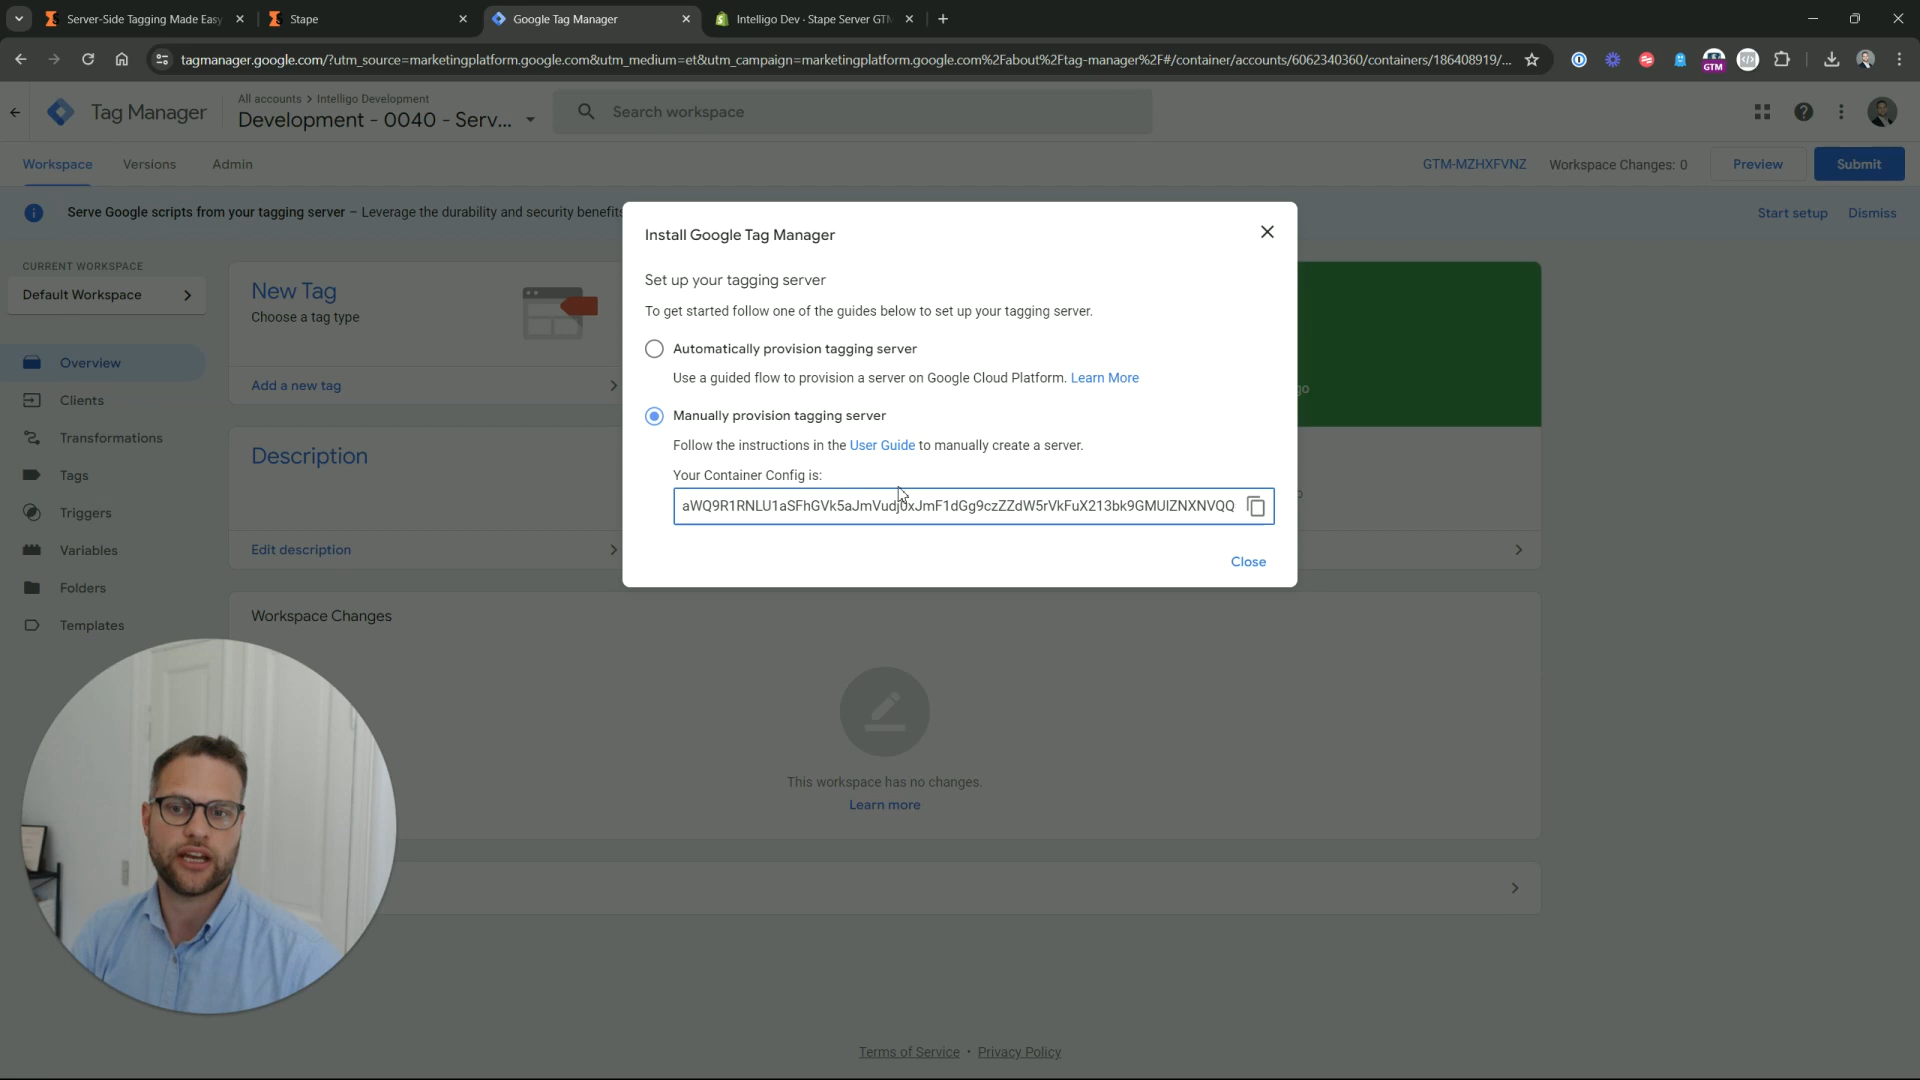 Server-Side Tagging Made Easy
Stape
Google Tag Manager
Intelligo Dev · Stape Server GTM
tagmanager.google.com/?utm_source=marketingplatform.google.com&utm_medium=et&utm_campaign=marketingplatform.google.com%2Fabout%2Ftag-manager%2F#/container/accounts/6062340360/containers/186408919/...
GTM
Tag Manager
All accounts > Intelligo Development
Development - 0040 - Serv...
Search workspace
Workspace
Versions
Admin
GTM-MZHXFVNZ
Workspace Changes: 0
Preview
Submit
Serve Google scripts from your tagging server – Leverage the durability and security benefits
Start setup
Dismiss
CURRENT WORKSPACE
Default Workspace
Overview
Clients
Transformations
Tags
Triggers
Variables
Folders
Templates
New Tag
Choose a tag type
Add a new tag
Description
Edit description
Install Google Tag Manager
Set up your tagging server
To get started follow one of the guides below to set up your tagging server.
Automatically provision tagging server
Use a guided flow to provision a server on Google Cloud Platform. Learn More
Manually provision tagging server
Follow the instructions in the User Guide to manually create a server.
Your Container Config is:
aWQ9R1RNLU1aSFhGVk5aJmVudj0xJmF1dGg9czZZdW5rVkFuX213bk9GMUlZNXNVQQ
Close
go
Workspace Changes
This workspace has no changes.
Learn more
Terms of Service • Privacy Policy